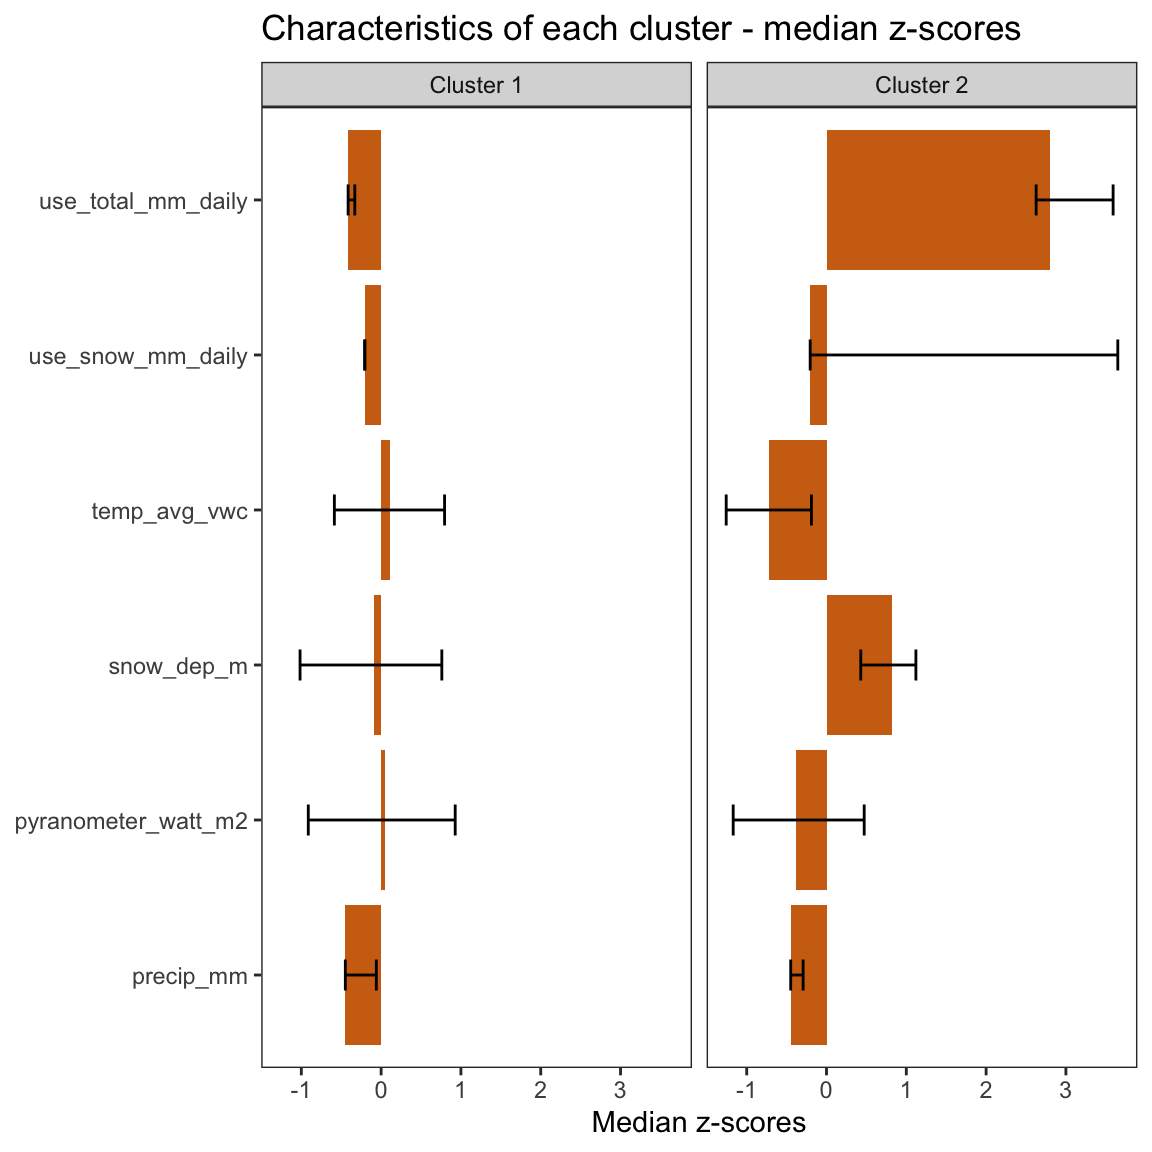 Characteristics of each cluster - median z-scores
Cluster 1
Cluster 2
use_total_mm_daily
use_snow_mm_daily
temp_avg_vwc
snow_dep_m
pyranometer_watt_m2
precip_mm
-1 0 1 2 3
-1 0 1 2 3
Median z-scores